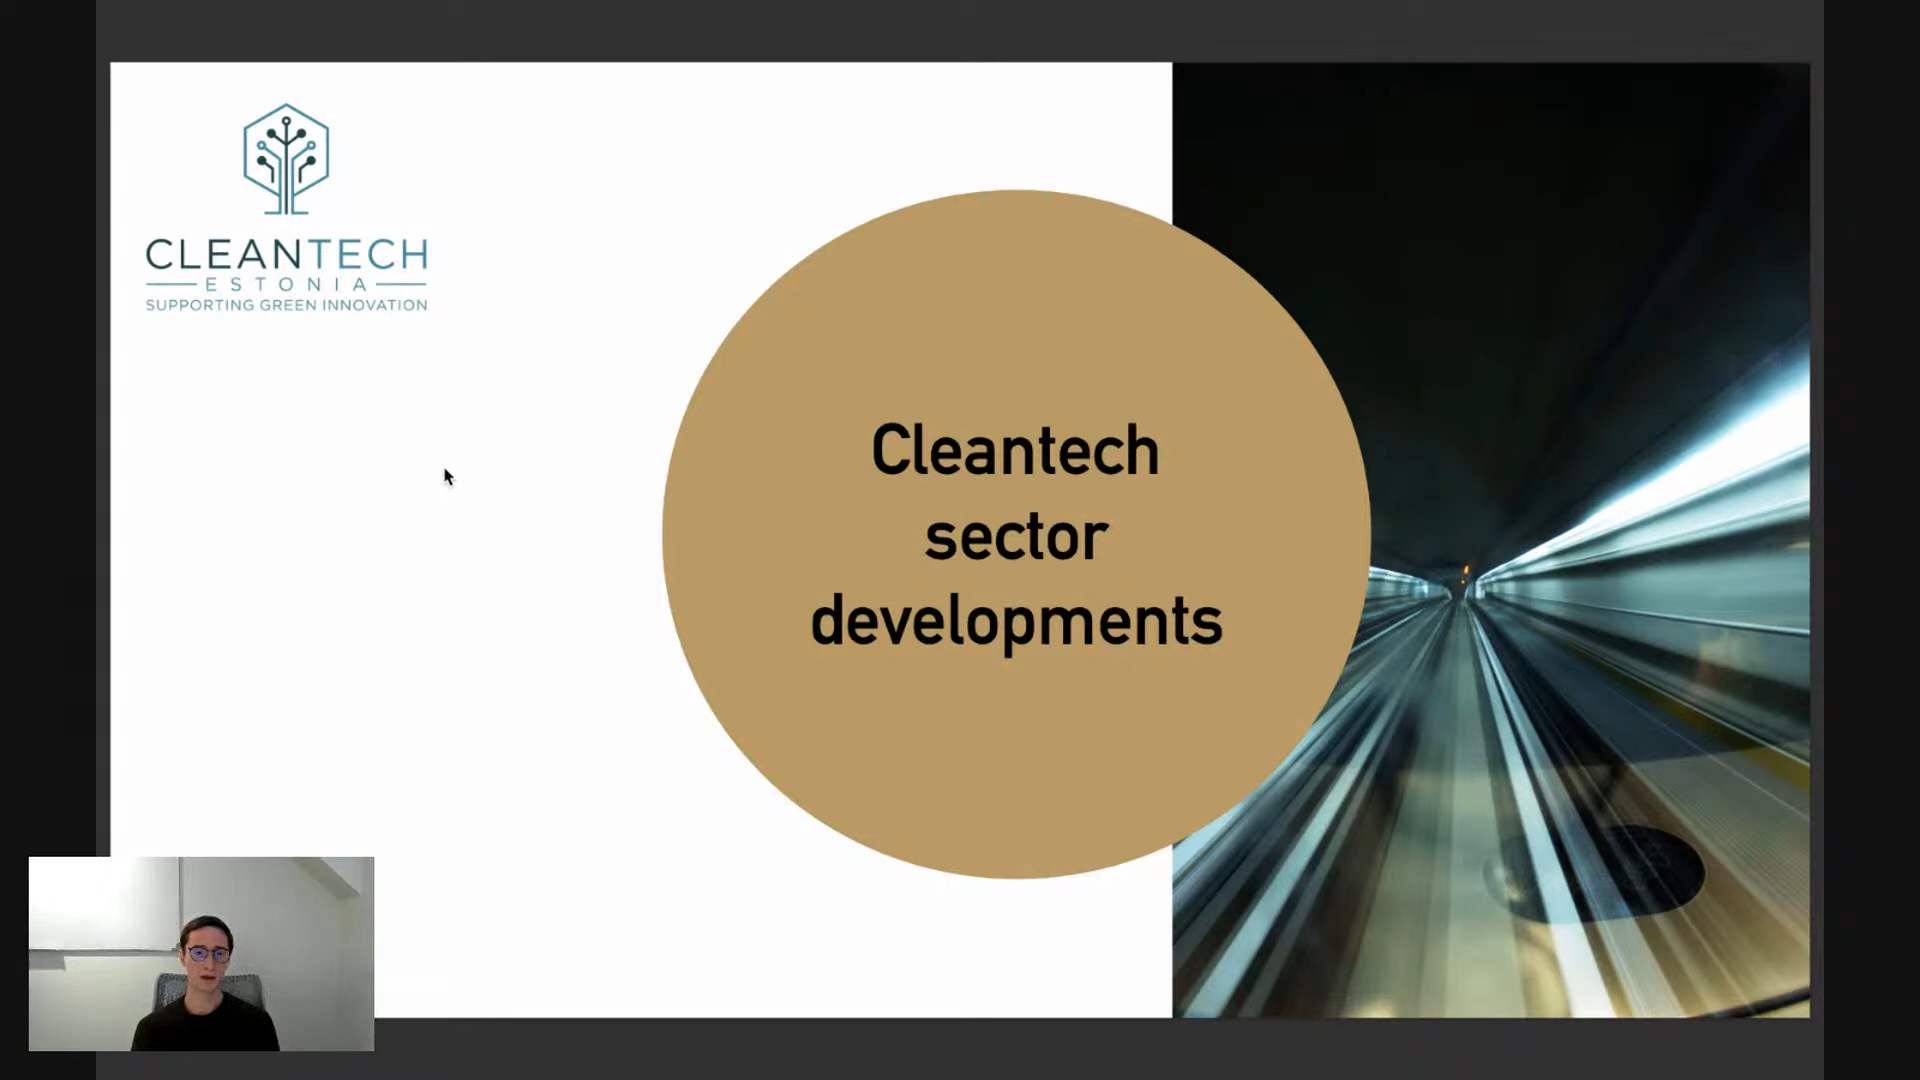 CLEANTECH
ESTONIA
SUPPORTING GREEN INNOVATION
Cleantech
sector
developments